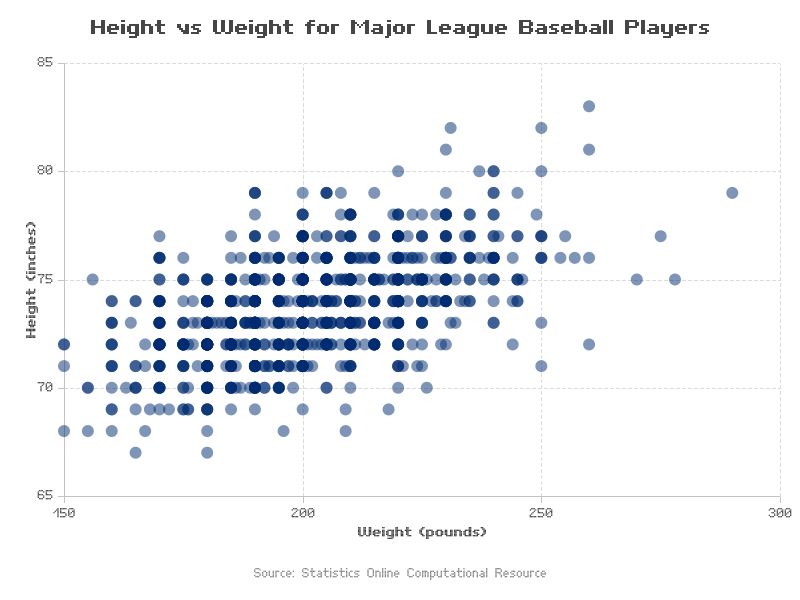 Height vs Weight for Major League Baseball Players
85
80
75
70
65
Height (inches)
150 200 250 300
Weight (pounds)
Source: Statistics Online Computational Resource